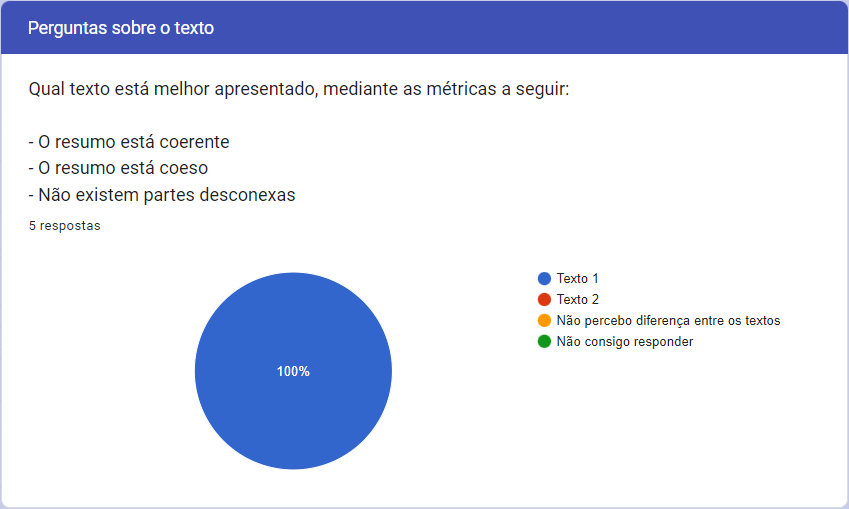 Perguntas sobre o texto
Qual texto está melhor apresentado, mediante as métricas a seguir:
- O resumo está coerente
- O resumo está coeso
- Não existem partes desconexas
5 respostas
100%
Texto 1
Texto 2
Não percebo diferença entre os textos
Não consigo responder